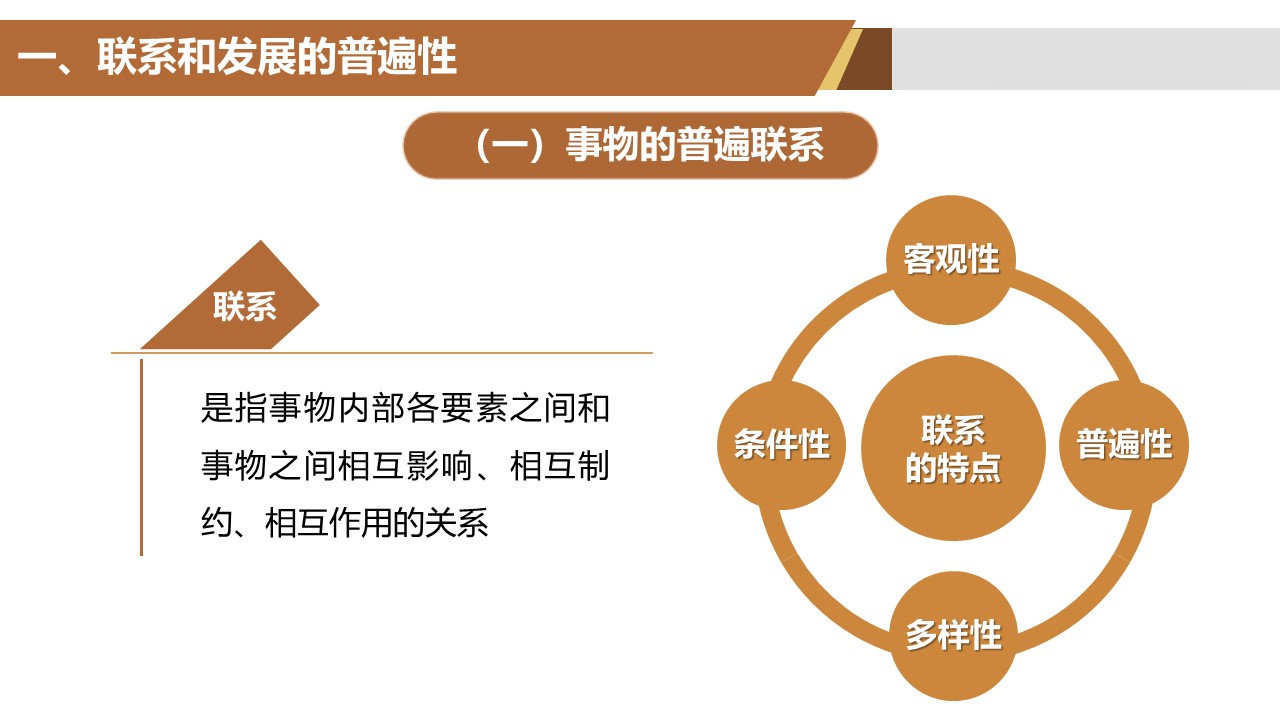 一、联系和发展的普遍性
（一）事物的普遍联系
联系
是指事物内部各要素之间和
事物之间相互影响、相互制
约、相互作用的关系
客观性
条件性
联系
的特点
普遍性
多样性